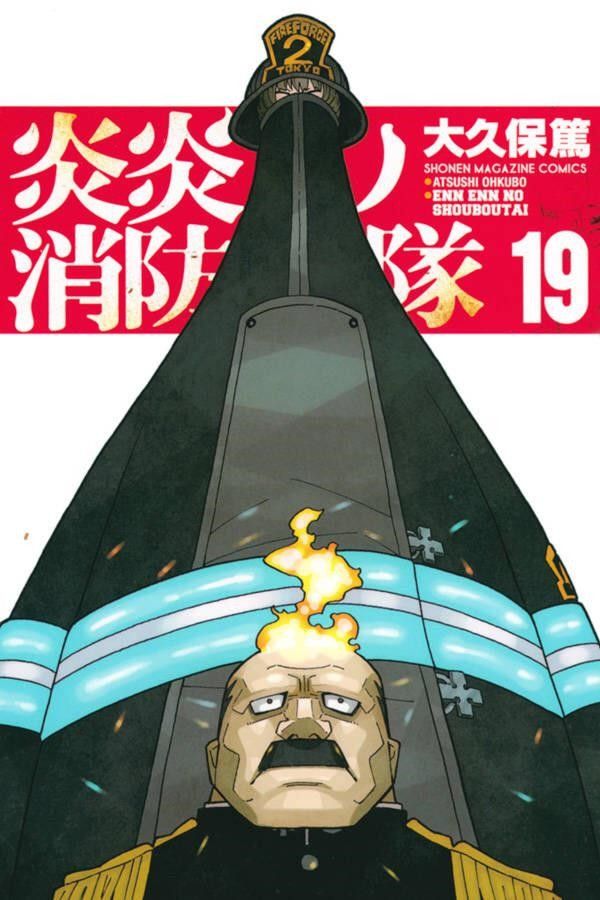 FIREFORCE
2
TOKYO
炎炎ノ
消防隊
19
大久保篤
SHONEN MAGAZINE COMICS
ATSUSHI OHKUBO
ENN ENN NO
SHOUBOUTAI